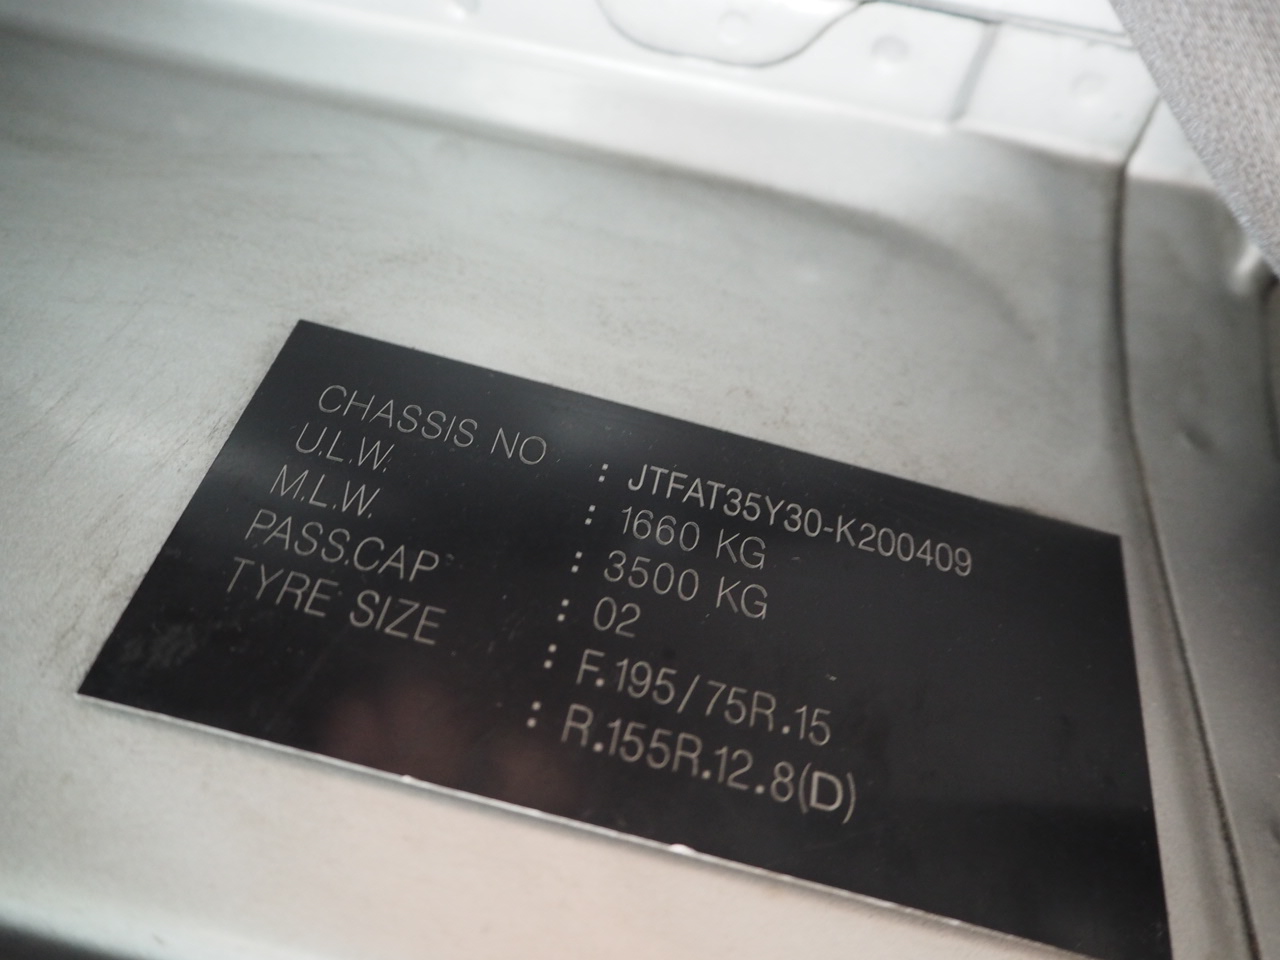 CHASSIS NO : JTFAT35Y30-K200409
U.L.W. : 1660 KG
M.L.W. : 3500 KG
PASS.CAP : 02
TYRE SIZE : F.195/75R.15
: R.155R.12.8(D)